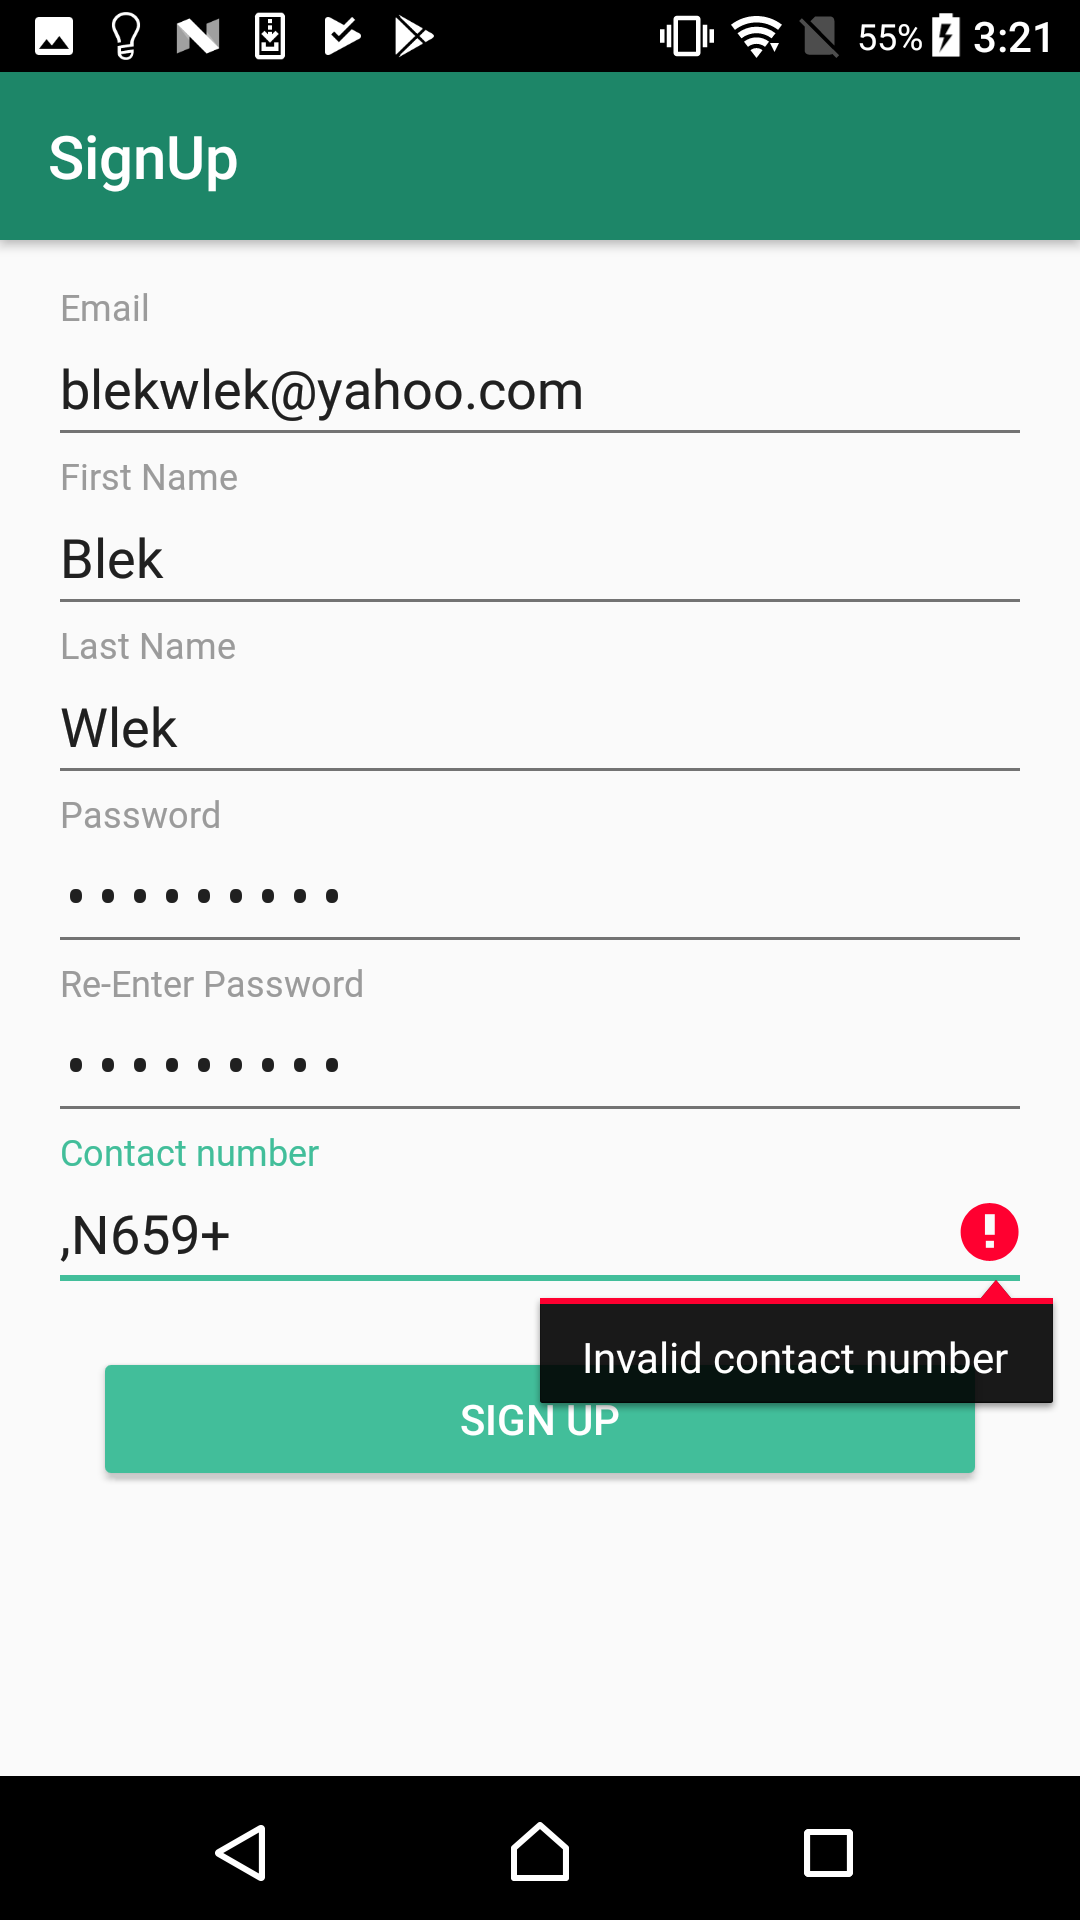 55% 3:21
SignUp
Email
blekwlek@yahoo.com
First Name
Blek
Last Name
Wlek
Password
•••••••••
Re-Enter Password
•••••••••
Contact number
,N659+
Invalid contact number
SIGN UP